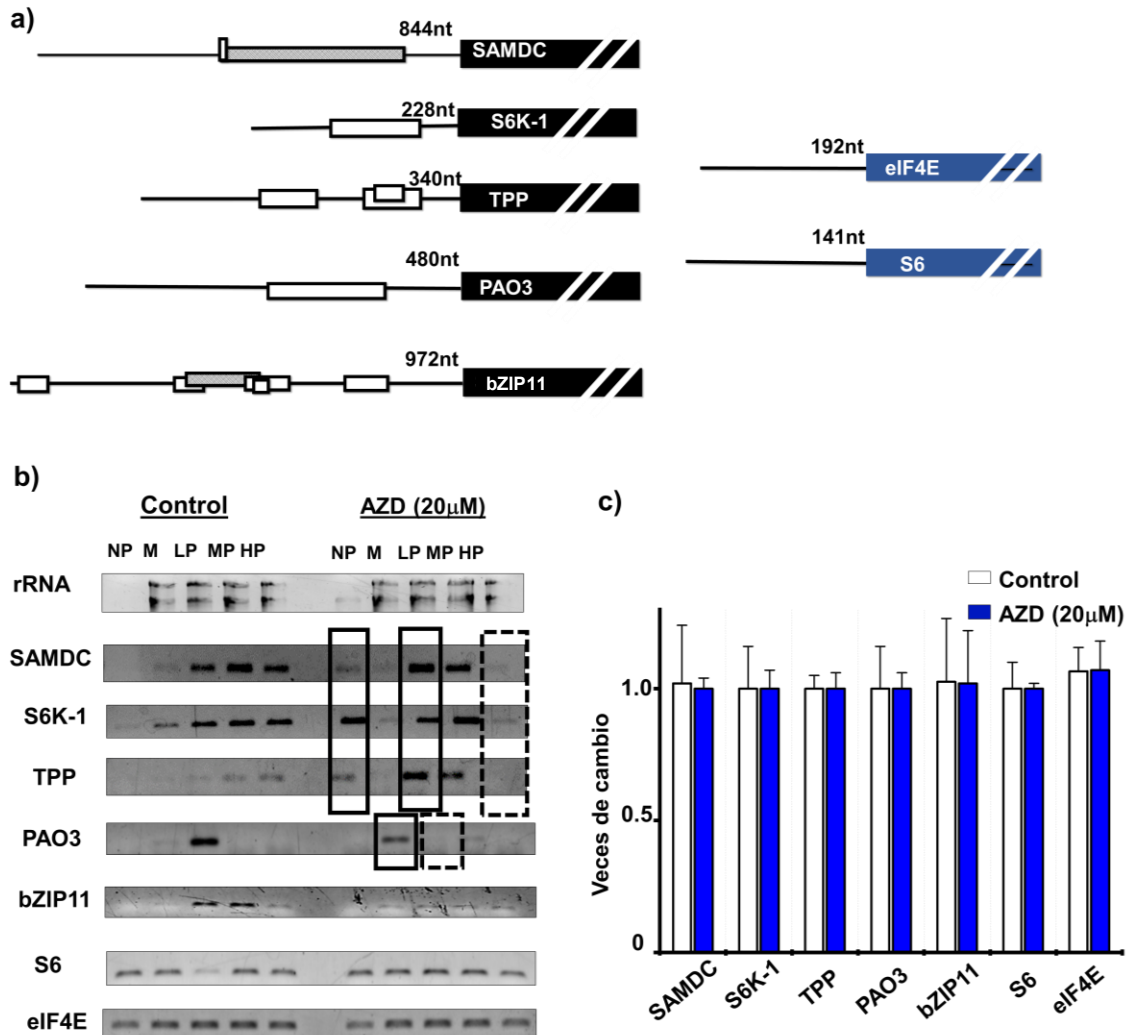 a)
844nt
SAMDC
228nt
S6K-1
340nt
TPP
480nt
PAO3
972nt
bZIP11
192nt
eIF4E
141nt
S6
b)
Control
AZD (20μM)
NP M LP MP HP
NP M LP MP HP
rRNA
SAMDC
S6K-1
TPP
PAO3
bZIP11
S6
eIF4E
c)
Control
AZD (20μM)
Veces de cambio
1.0
0.5
0
SAMDC
S6K-1
TPP
PAO3
bZIP11
S6
eIF4E